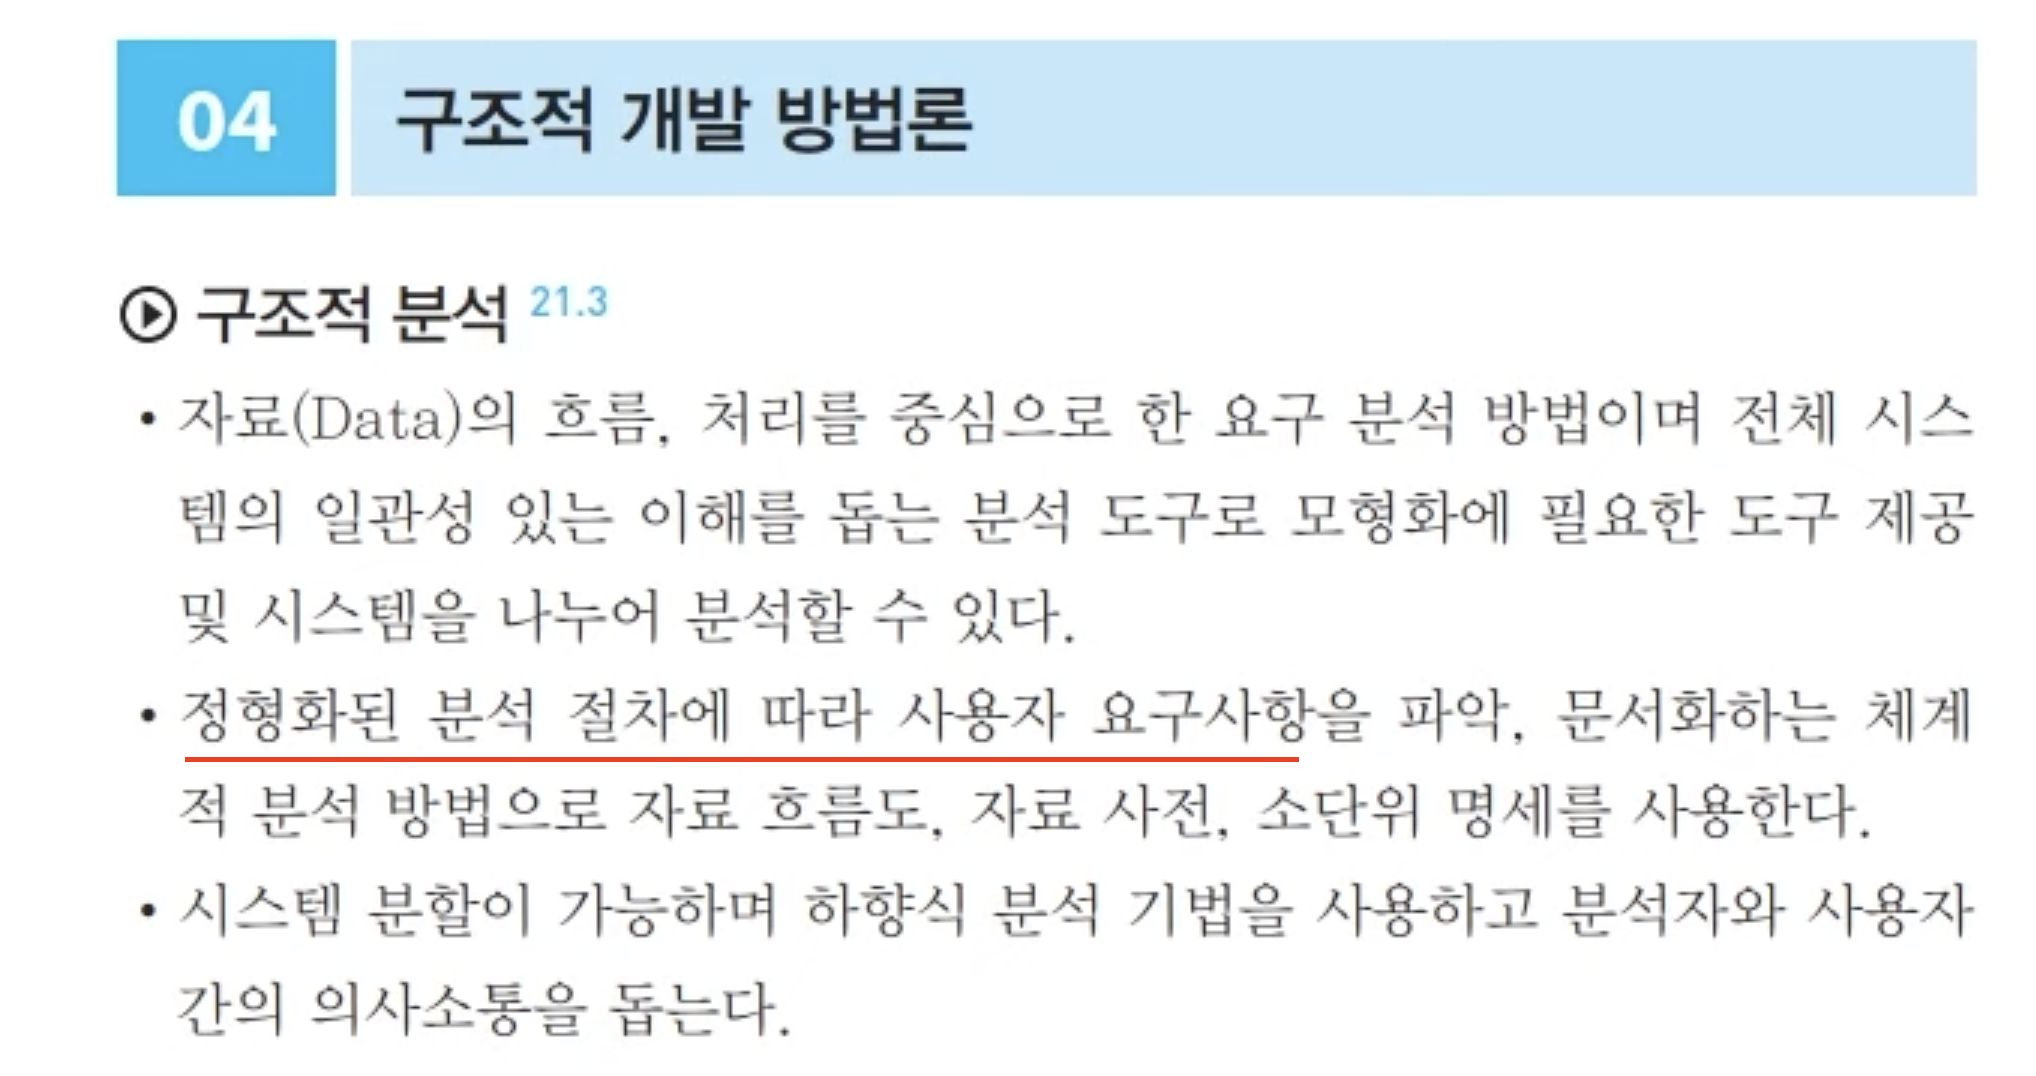 04 구조적 개발 방법론
구조적 분석 21.3
• 자료(Data)의 흐름, 처리를 중심으로 한 요구 분석 방법이며 전체 시스
템의 일관성 있는 이해를 돕는 분석 도구로 모형화에 필요한 도구 제공
및 시스템을 나누어 분석할 수 있다.
• 정형화된 분석 절차에 따라 사용자 요구사항을 파악, 문서화하는 체계
적 분석 방법으로 자료 흐름도, 자료 사전, 소단위 명세를 사용한다.
• 시스템 분할이 가능하며 하향식 분석 기법을 사용하고 분석자와 사용자
간의 의사소통을 돕는다.